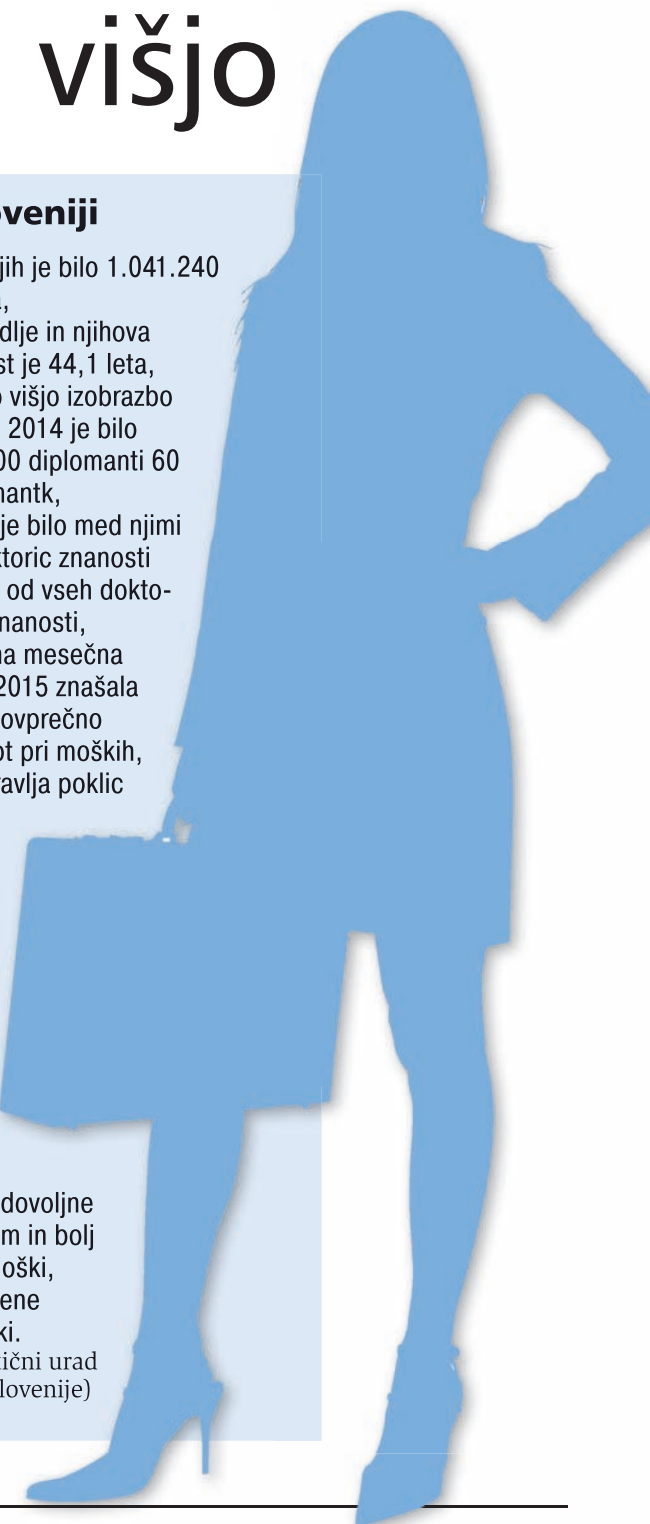 višjo
veniji
jih je bilo 1.041.240
,
dlje in njihova
st je 44,1 leta,
o višjo izobrazbo
2014 je bilo
00 diplomanti 60
nantk,
je bilo med njimi
ktoric znanosti
od vseh dokto-
nanosti,
na mesečna
2015 znašala
ovprečno
ot pri moških,
avlja poklic
dovoljne
m in bolj
oški,
ene
ki.
tični urad
lovenije)